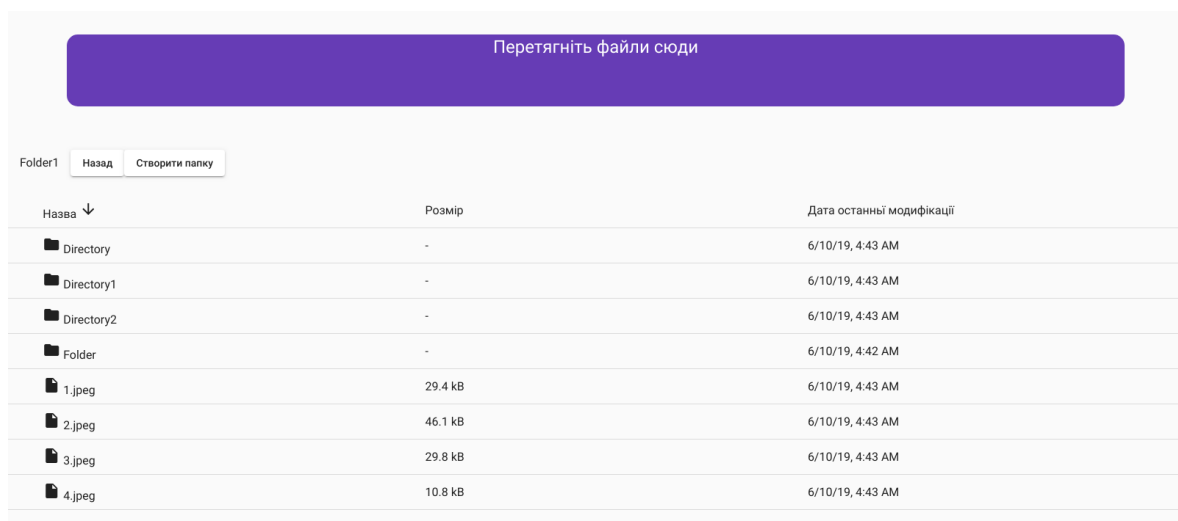 Перетягніть файли сюди
Folder1 Назад Створити папку
Назва Розмір Дата останньї модифікації
Directory - 6/10/19, 4:43 AM
Directory1 - 6/10/19, 4:43 AM
Directory2 - 6/10/19, 4:43 AM
Folder - 6/10/19, 4:42 AM
1.jpeg 29.4 kB 6/10/19, 4:43 AM
2.jpeg 46.1 kB 6/10/19, 4:43 AM
3.jpeg 29.8 kB 6/10/19, 4:43 AM
4.jpeg 10.8 kB 6/10/19, 4:43 AM